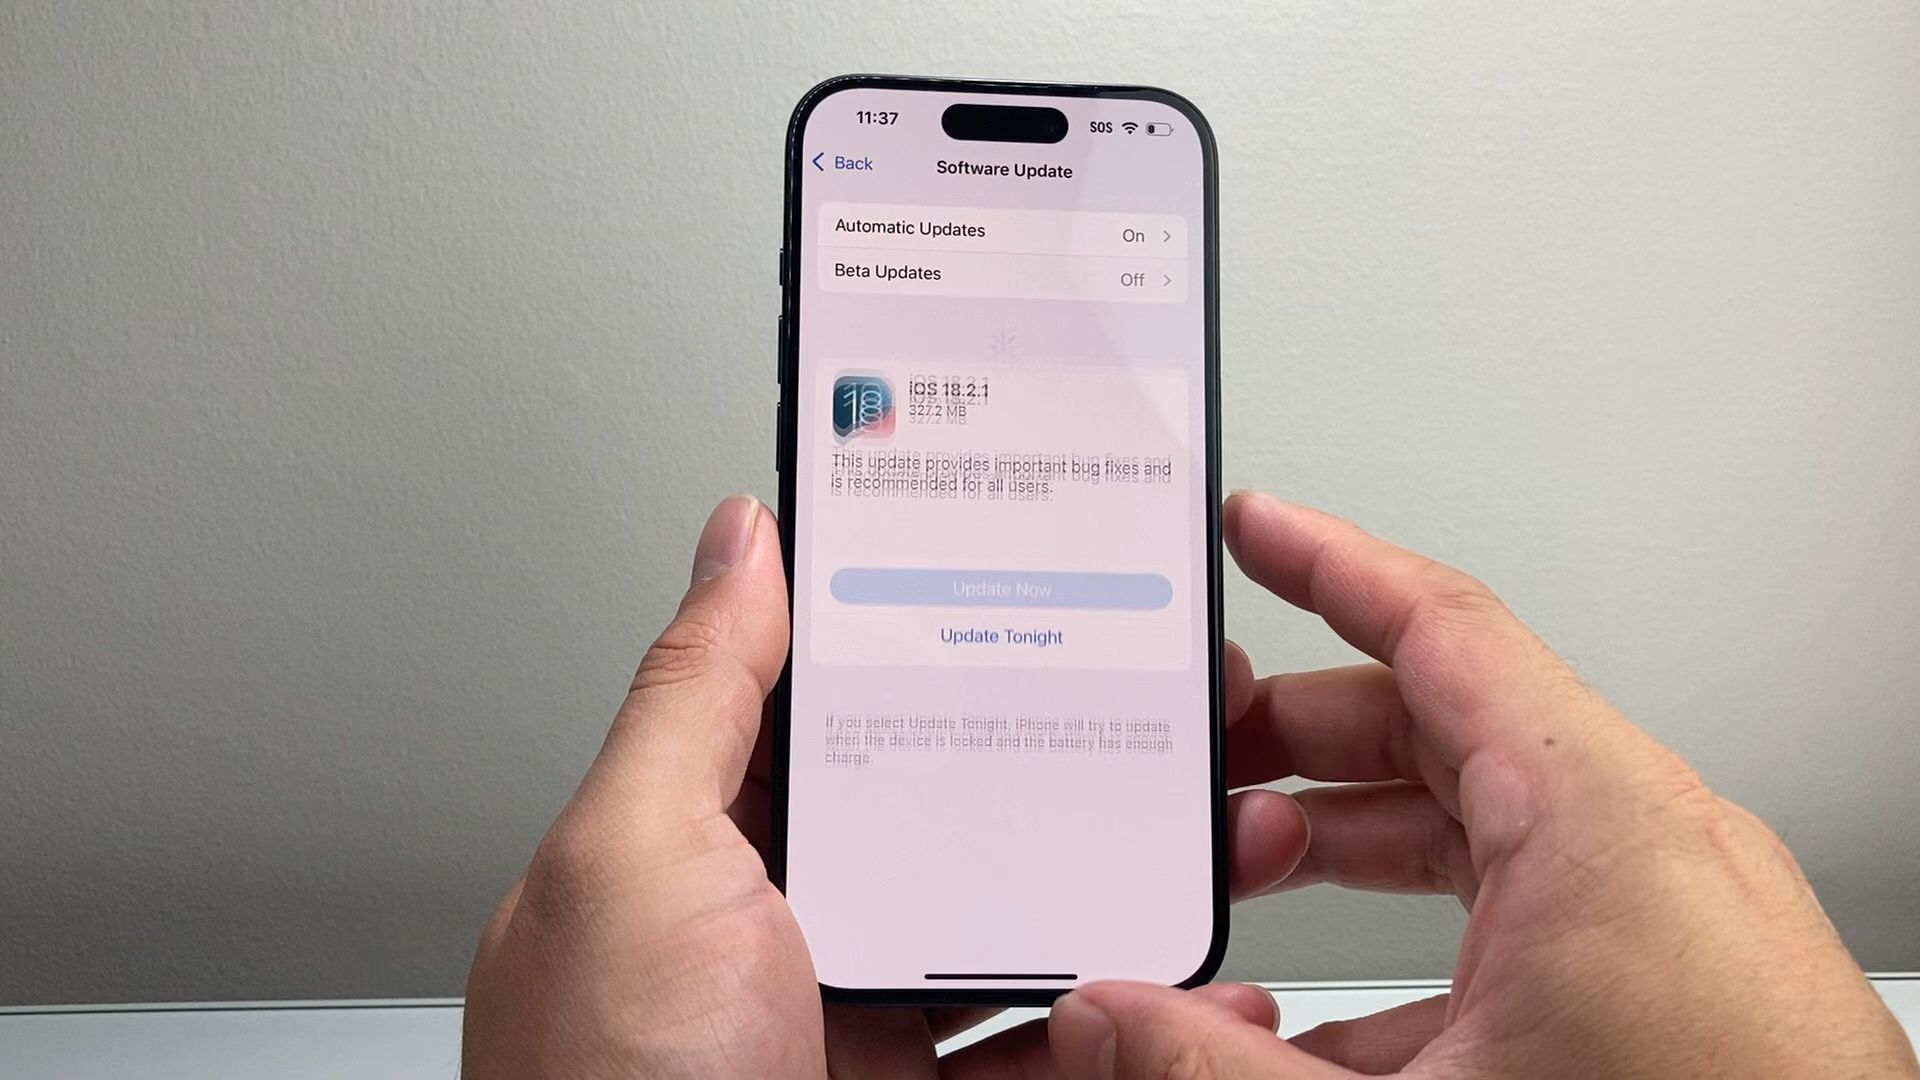 11:37 SOS
Back Software Update
Automatic Updates On
Beta Updates Off
18
iOS 18.2.1
327.2 MB
This update provides important bug fixes and
is recommended for all users.
Update Now
Update Tonight
If you select Update Tonight, iPhone will try to update
when the device is locked and the battery has enough
charge.